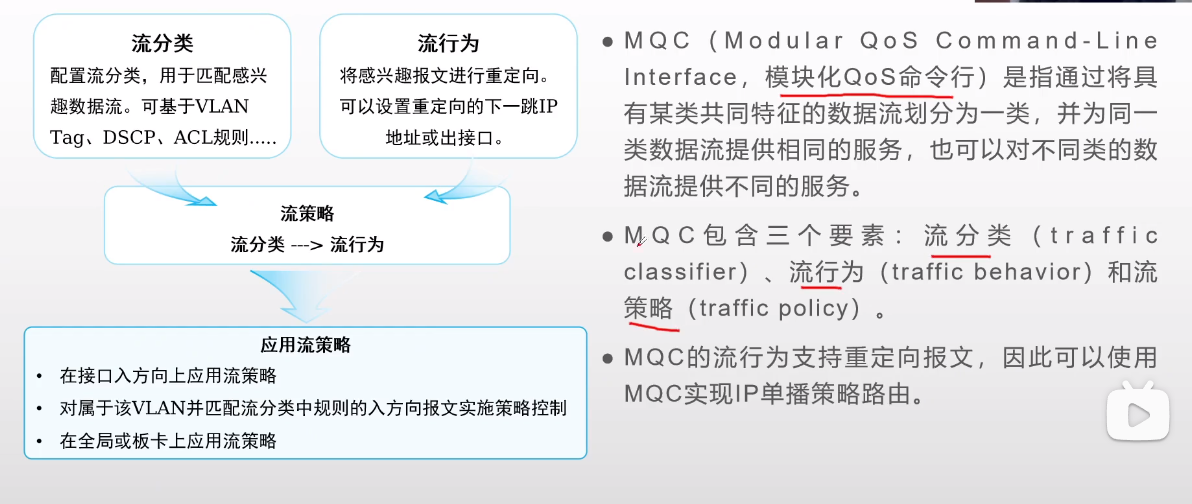 流分类
配置流分类，用于匹配感兴
趣数据流。可基于VLAN
Tag、DSCP、ACL规则.....
流行为
将感兴趣报文进行重定向。
可以设置重定向的下一跳IP
地址或出接口。
流策略
流分类 ---> 流行为
应用流策略
• 在接口入方向上应用流策略
• 对属于该VLAN并匹配流分类中规则的入方向报文实施策略控制
• 在全局或板卡上应用流策略
● MQC（Modular QoS Command-Line
Interface，模块化QoS命令行）是指通过将具
有某类共同特征的数据流划分为一类，并为同一
类数据流提供相同的服务，也可以对不同类的数
据流提供不同的服务。
● MQC包含三个要素：流分类（traffic
classifier）、流行为（traffic behavior）和流
策略（traffic policy）。
● MQC的流行为支持重定向报文，因此可以使用
MQC实现IP单播策略路由。